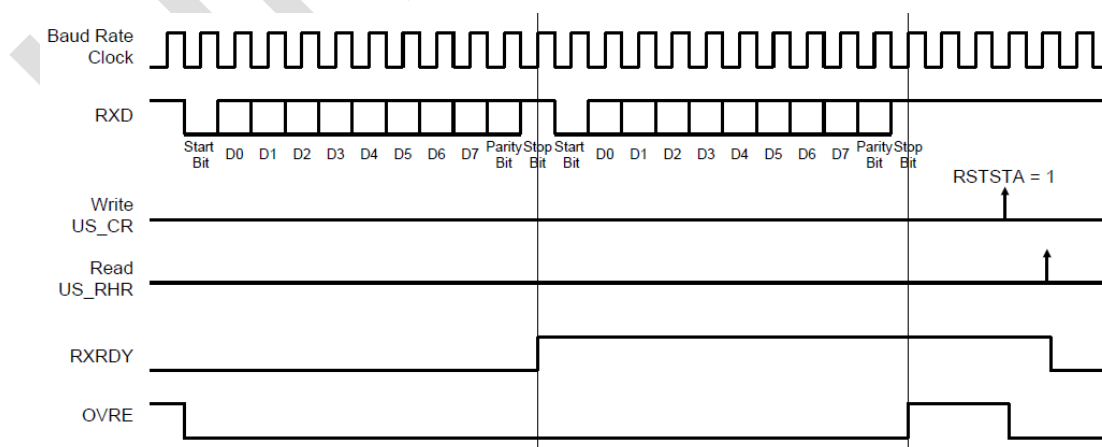 Baud Rate
Clock
RXD
Start
Bit
D0
D1
D2
D3
D4
D5
D6
D7
Parity
Bit
Stop
Bit
Start
Bit
D0
D1
D2
D3
D4
D5
D6
D7
Parity
Bit
Stop
Bit
RSTSTA = 1
Write
US_CR
Read
US_RHR
RXRDY
OVRE